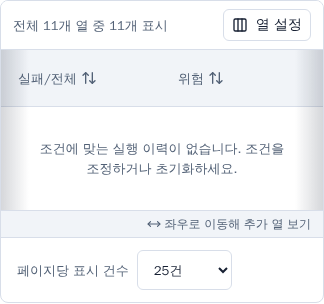 전체 11개 열 중 11개 표시
열 설정
실패/전체
위험
조건에 맞는 실행 이력이 없습니다. 조건을
조정하거나 초기화하세요.
좌우로 이동해 추가 열 보기
페이지당 표시 건수
25건